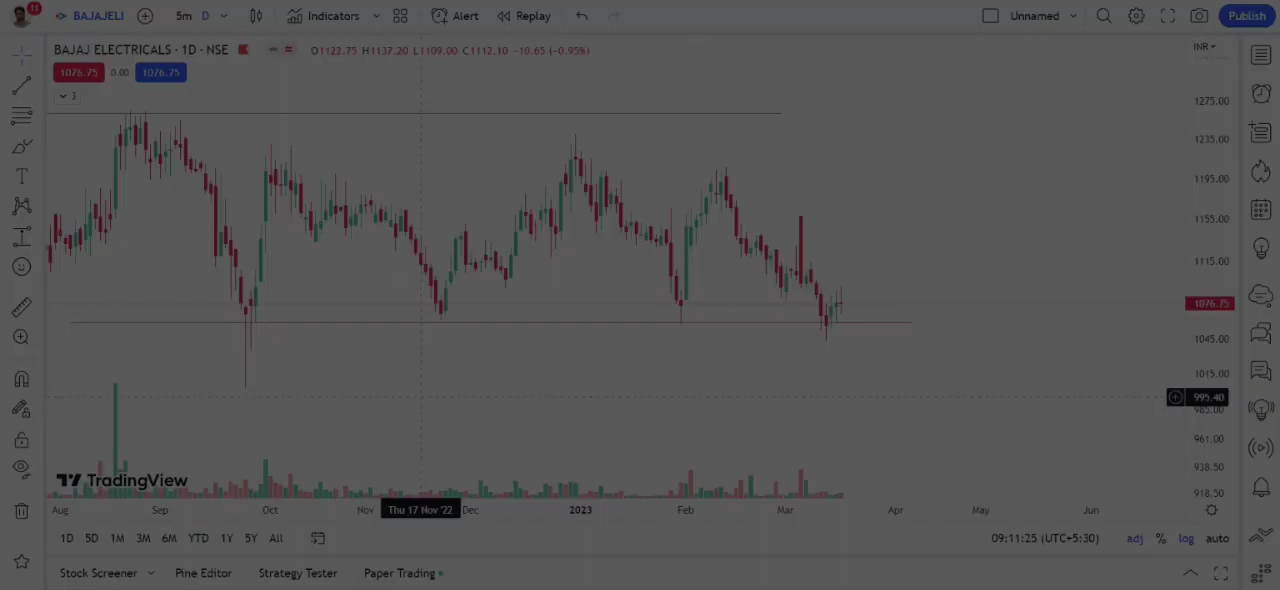 11
BAJAJELI 5m D Indicators Alert Replay Unnamed Publish
BAJAJ ELECTRICALS · 1D · NSE O1122.75 H1137.20 L1109.00 C1112.10 −10.65 (−0.95%) INR
1076.75 0.00 1076.75
3
1275.00
1235.00
1195.00
1155.00
1115.00
1076.75
1045.00
1015.00
995.40
985.00
961.00
938.50
918.50
TradingView
Aug Sep Oct Nov Thu 17 Nov '22 Dec 2023 Feb Mar Apr May Jun
1D 5D 1M 3M 6M YTD 1Y 5Y All 09:11:25 (UTC+5:30) adj % log auto
Stock Screener Pine Editor Strategy Tester Paper Trading